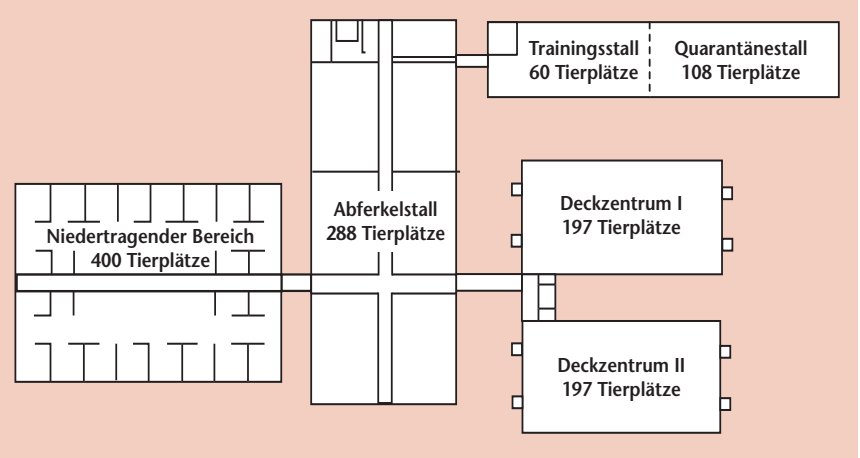 Trainingsstall
60 Tierplätze
Quarantänestall
108 Tierplätze
Abferkelstall
288 Tierplätze
Deckzentrum I
197 Tierplätze
Niedertragender Bereich
400 Tierplätze
Deckzentrum II
197 Tierplätze